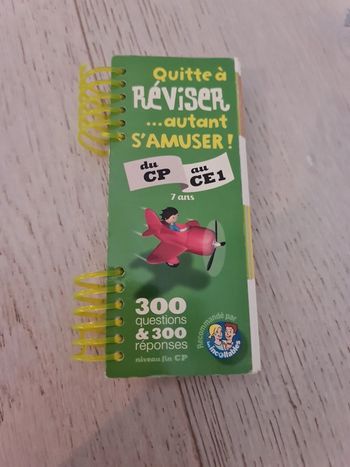 Quitte à
RÉVISER
...autant
S'AMUSER !
du
CP
au
CE1
7 ans
300
questions
& 300
réponses
niveau fin CP
Recommandé par
les incollables